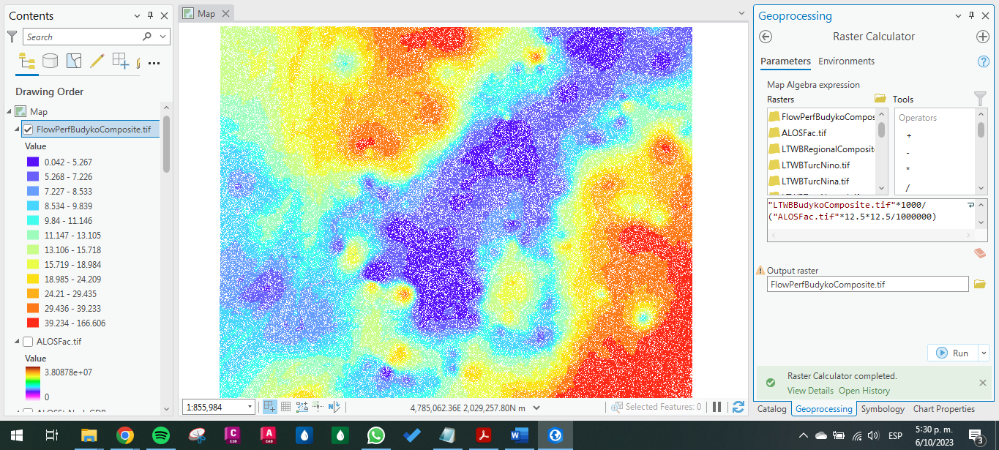 Contents
Search
Drawing Order
Map
FlowPerfBudykoComposite.tif
Value
0.042 - 5.267
5.268 - 7.226
7.227 - 8.533
8.534 - 9.839
9.84 - 11.146
11.147 - 13.105
13.106 - 15.718
15.719 - 18.984
18.985 - 24.209
24.21 - 29.435
29.436 - 39.233
39.234 - 166.606
ALOSFac.tif
Value
3.80878e+07
0
Map
1:855,984
4,785,062.36E 2,029,257.80N m
Selected Features: 0
Geoprocessing
Raster Calculator
Parameters Environments
Map Algebra expression
Rasters
Tools
FlowPerfBudykoCompos
ALOSFac.tif
LTWBRegionalComposit
LTWBTurcNino.tif
LTWBTurcNina.tif
Operators
+
-
*
/
"LTWBBudykoComposite.tif"*1000/
("ALOSFac.tif"*12.5*12.5/1000000)
Output raster
FlowPerfBudykoComposite.tif
Run
Raster Calculator completed.
View Details Open History
Catalog Geoprocessing Symbology Chart Properties
ESP
5:30 p. m.
6/10/2023
3